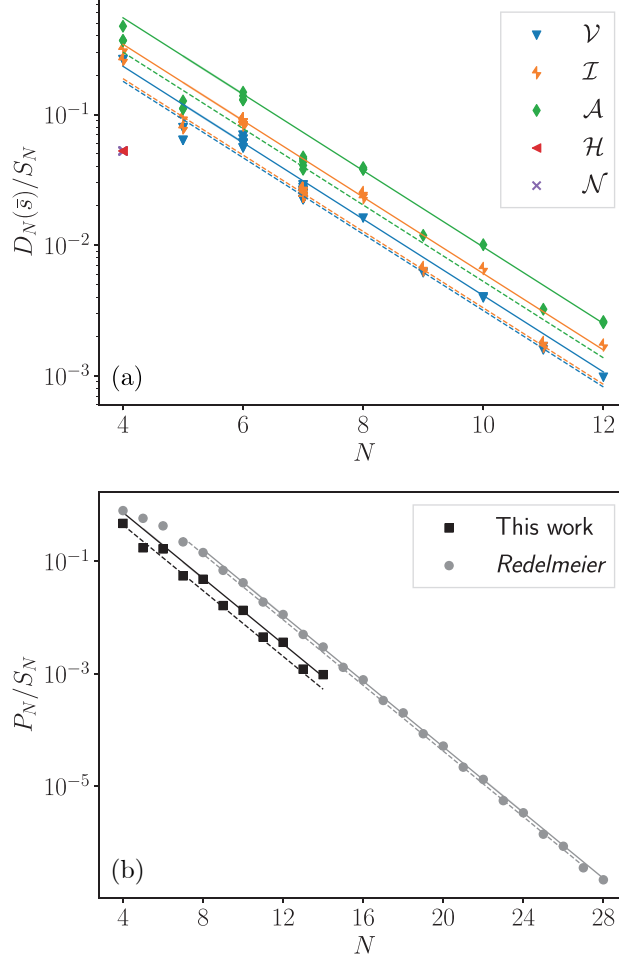 D_N(s̄)/S_N
10⁻¹
10⁻²
10⁻³
𝒱
ℐ
𝒜
ℋ
𝒩
(a)
4 6 8 10 12
N
P_N/S_N
10⁻¹
10⁻³
10⁻⁵
This work
Redelmeier
(b)
4 8 12 16 20 24 28
N